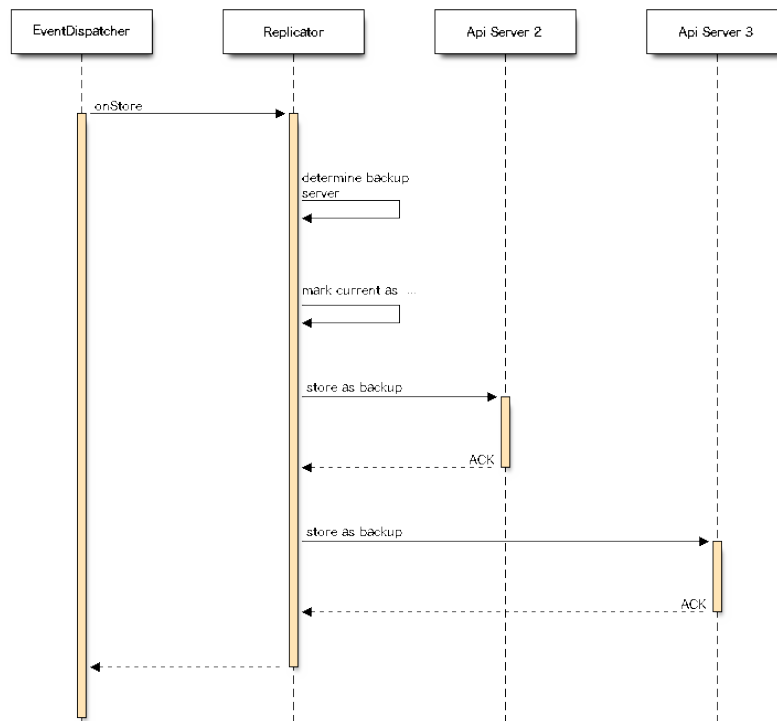 EventDispatcher
Replicator
Api Server 2
Api Server 3
onStore
determine backup
server
mark current as ...
store as backup
ACK
store as backup
ACK